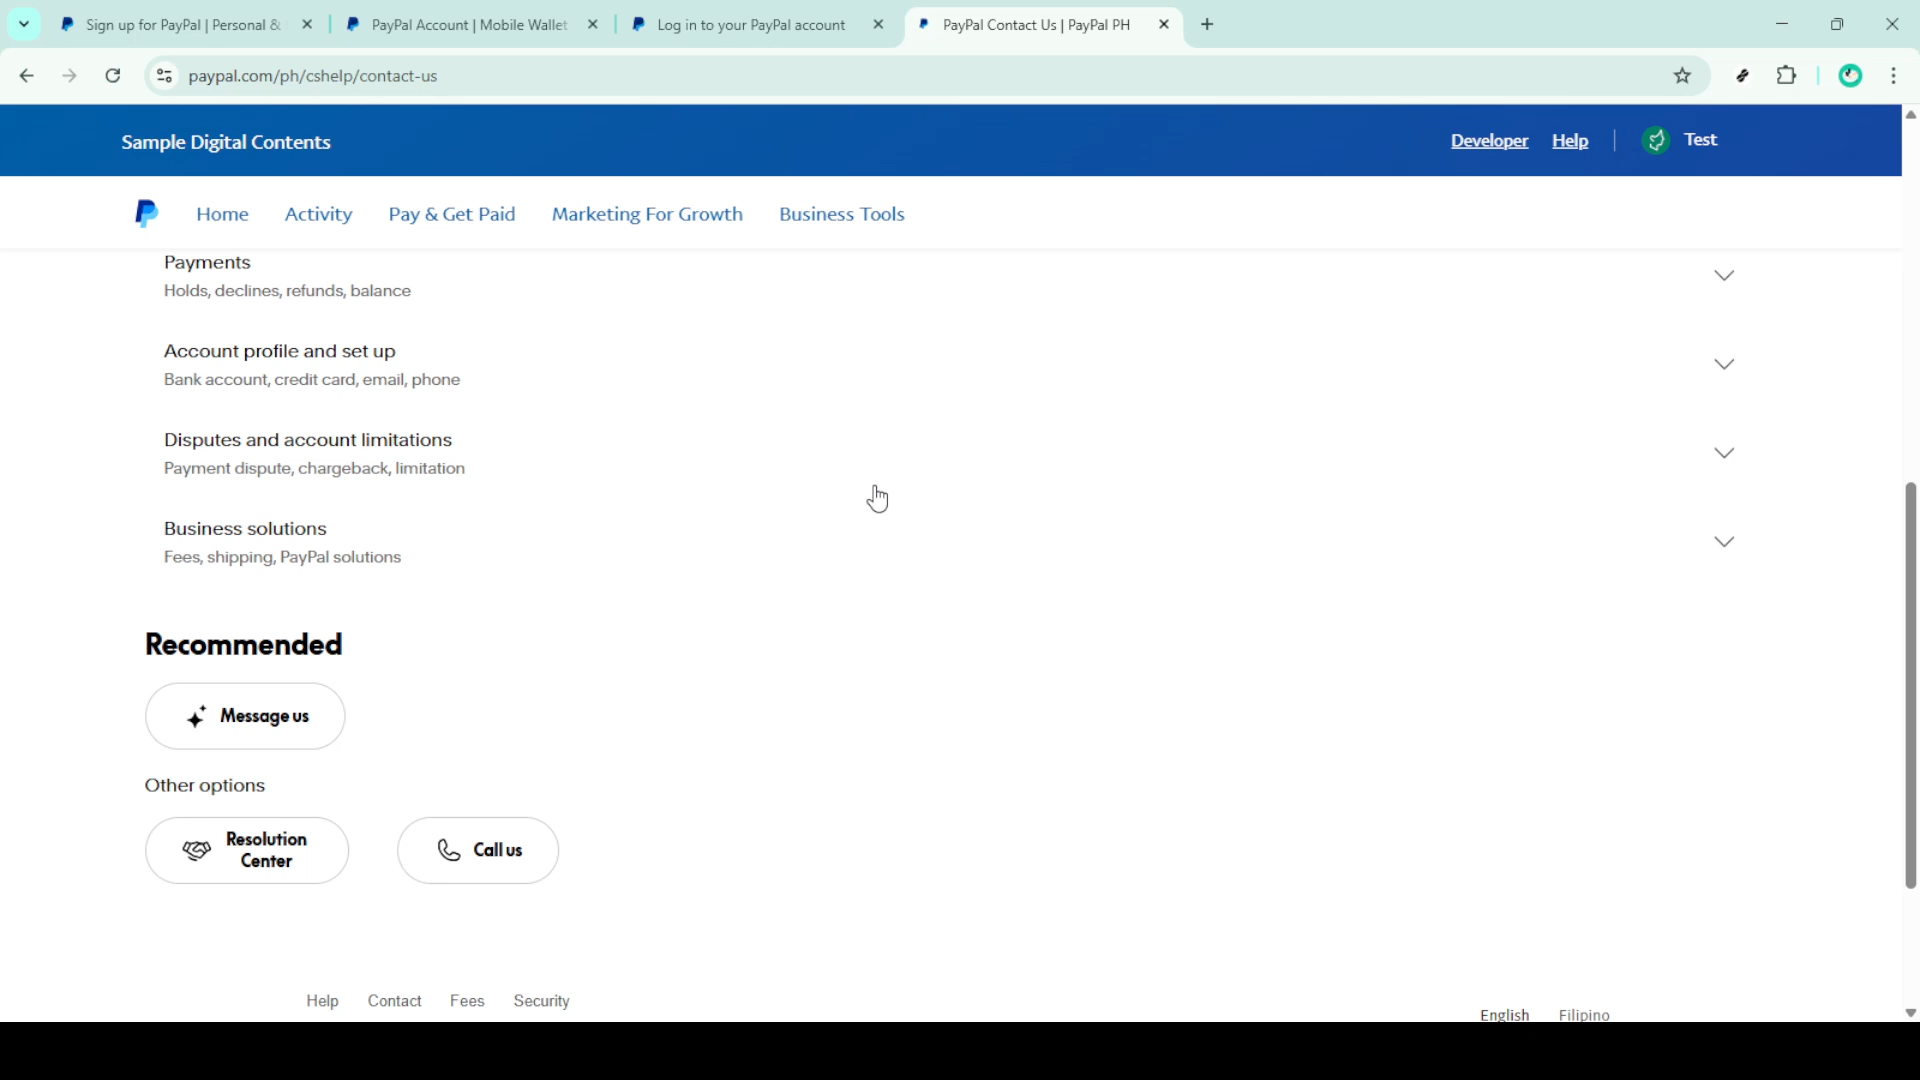 Sign up for PayPal | Personal &
PayPal Account | Mobile Wallet
Log in to your PayPal account
PayPal Contact Us | PayPal PH
paypal.com/ph/cshelp/contact-us
Sample Digital Contents
Developer Help | Test
Home Activity Pay & Get Paid Marketing For Growth Business Tools
Payments
Holds, declines, refunds, balance
Account profile and set up
Bank account, credit card, email, phone
Disputes and account limitations
Payment dispute, chargeback, limitation
Business solutions
Fees, shipping, PayPal solutions
Recommended
Message us
Other options
Resolution
Center
Call us
Help Contact Fees Security
English Filipino